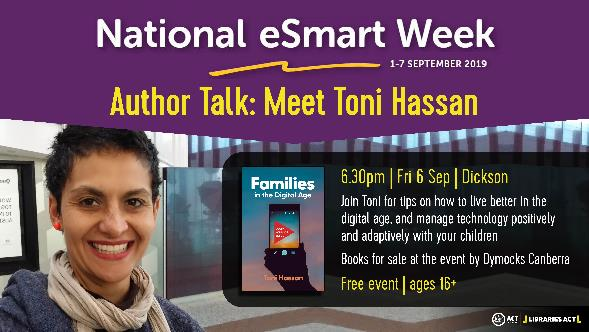 National eSmart Week
1-7 SEPTEMBER 2019
Author Talk: Meet Toni Hassan
Families
in the Digital Age
Toni Hassan
6.30pm | Fri 6 Sep | Dickson
Join Toni for tips on how to live better in the
digital age, and manage technology positively
and adaptively with your children
Books for sale at the event by Dymocks Canberra
Free event | ages 16+
ACT
LIBRARIES ACT